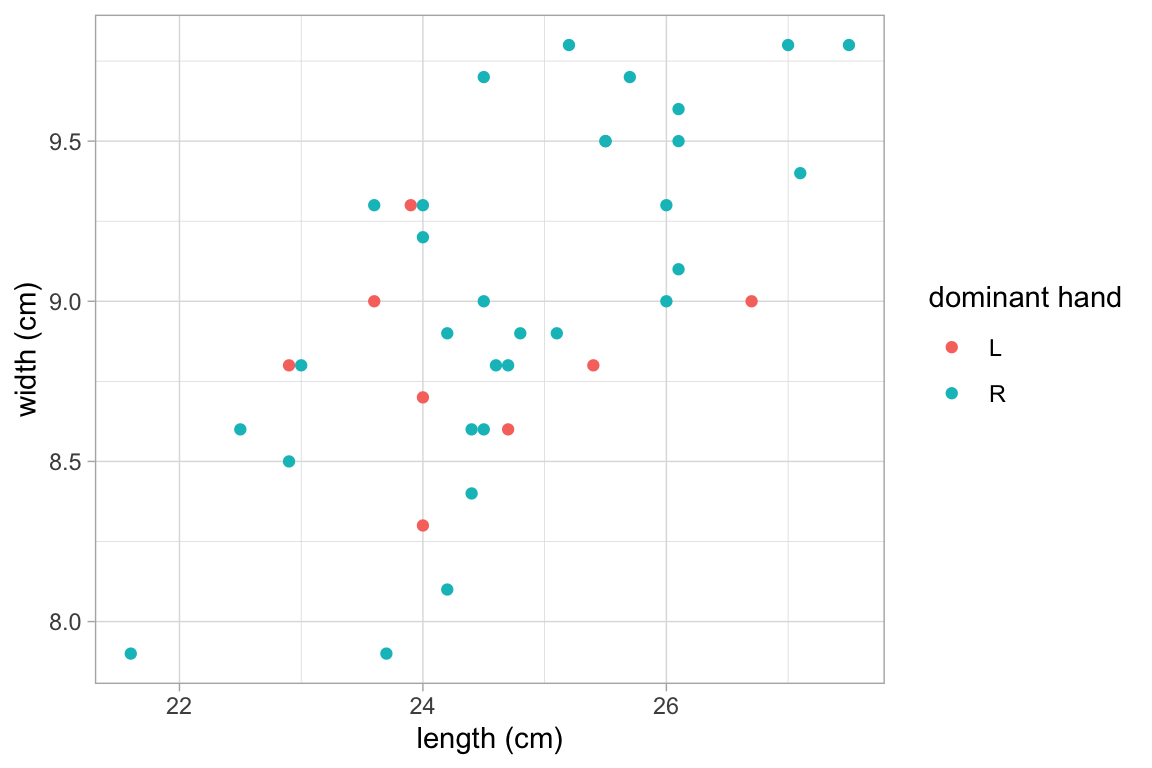 9.5
9.0
8.5
8.0
width (cm)
22
24
26
length (cm)
dominant hand
L
R